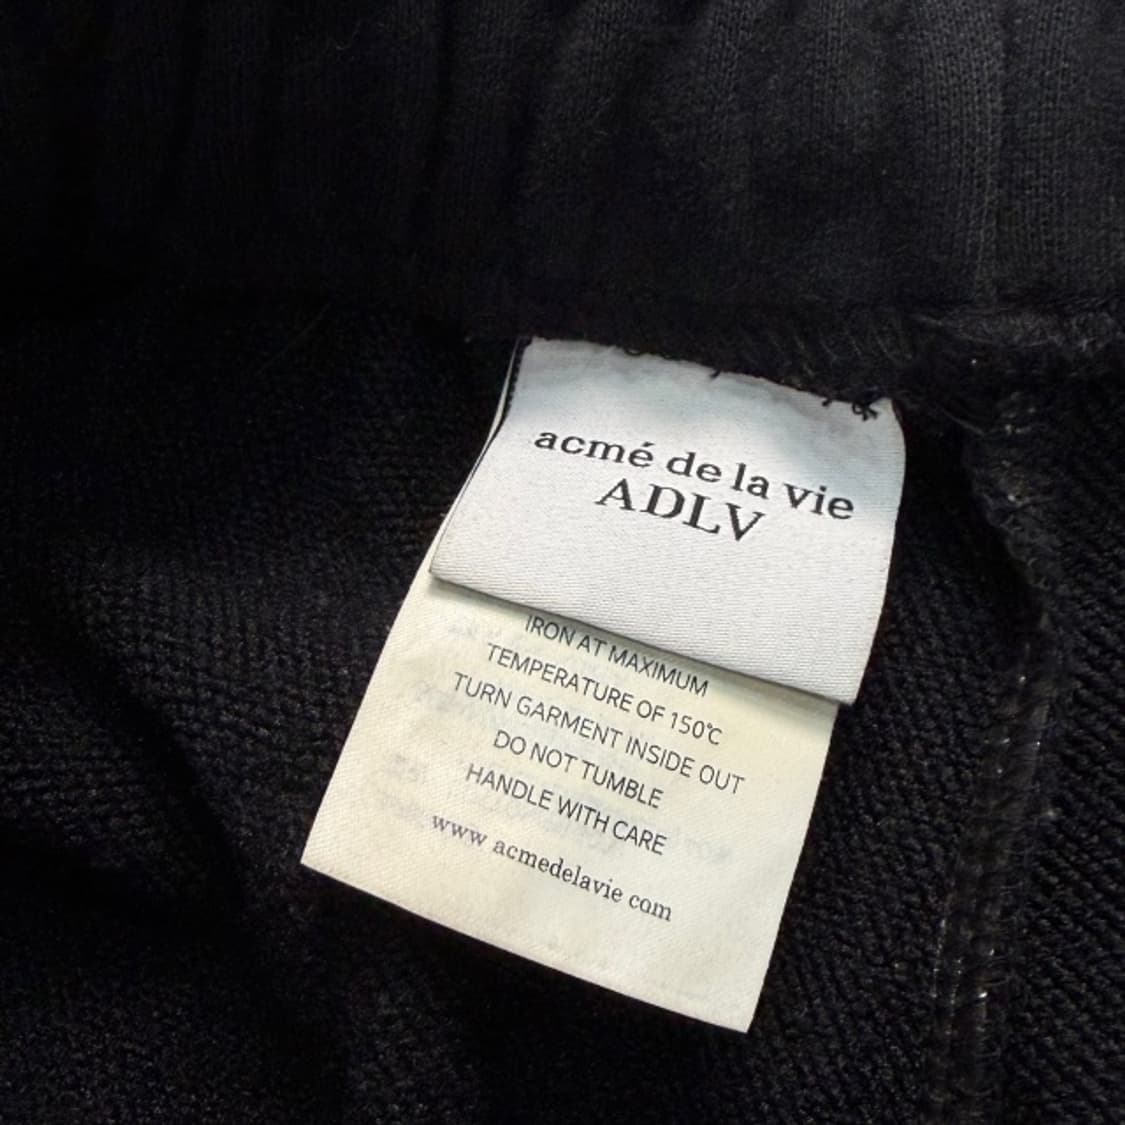 acmé de la vie
ADLV
IRON AT MAXIMUM
TEMPERATURE OF 150℃
TURN GARMENT INSIDE OUT
DO NOT TUMBLE
HANDLE WITH CARE
www acmedelavie com